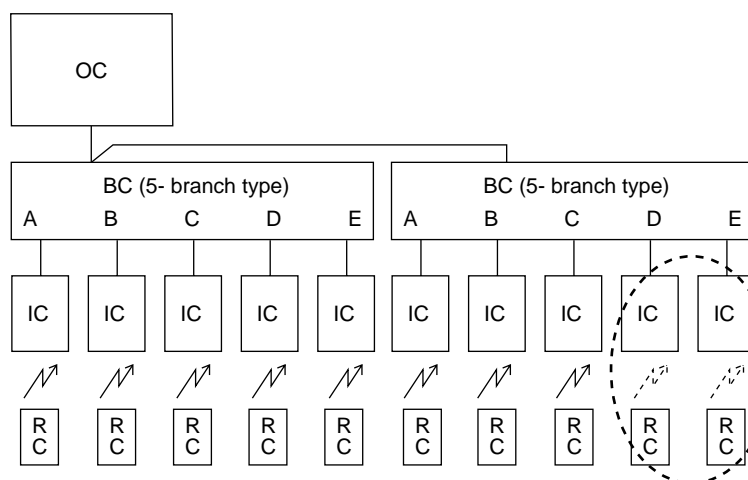 OC
BC (5- branch type)
BC (5- branch type)
A B C D E
A B C D E
IC IC IC IC IC IC IC IC IC IC
R R R R R R R R R R
C C C C C C C C C C